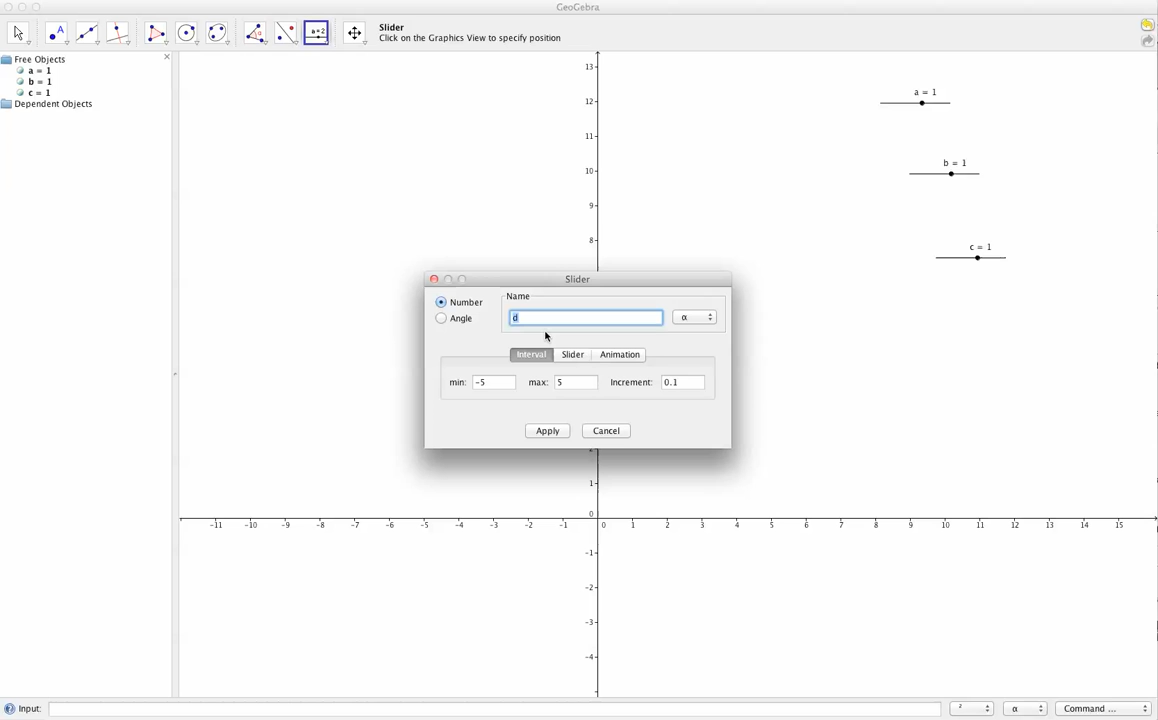 GeoGebra
Slider
Click on the Graphics View to specify position
a=2
Free Objects
a = 1
b = 1
c = 1
Dependent Objects
13
12
11
10
9
8
a = 1
b = 1
c = 1
Slider
Number
Angle
Name
d
α
Interval Slider Animation
min: -5 max: 5 Increment: 0.1
Apply Cancel
1
0
-11 -10 -9 -8 -7 -6 -5 -4 -3 -2 -1 0 1 2 3 4 5 6 7 8 9 10 11 12 13 14 15
-1
-2
-3
-4
Input: ² α Command ...